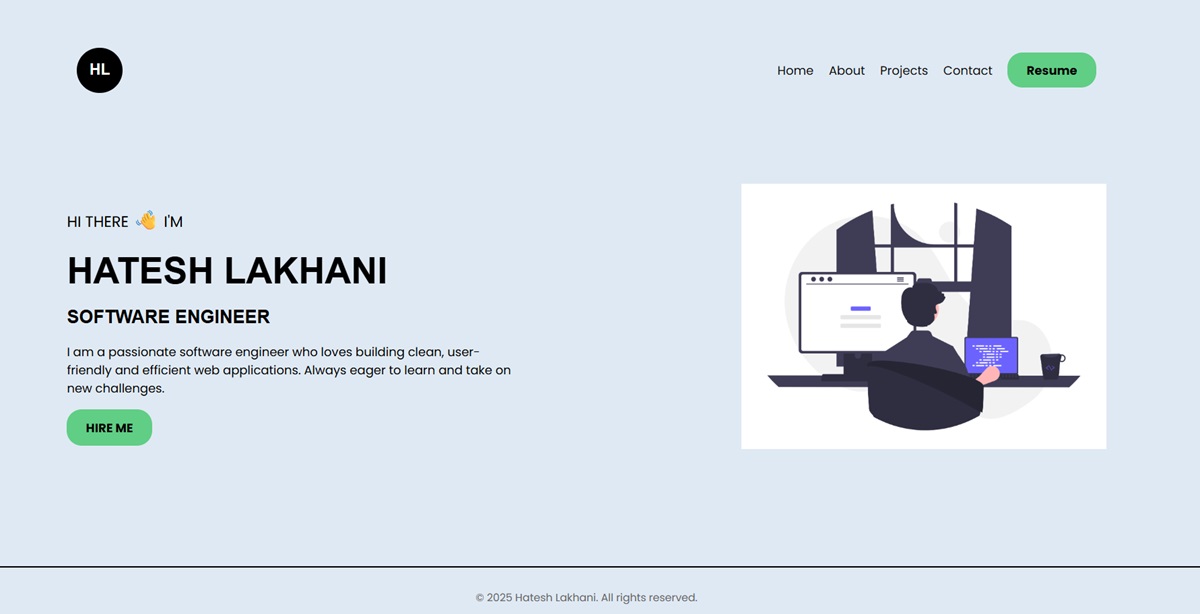 HL
Home About Projects Contact Resume
HI THERE 👋 I'M
HATESH LAKHANI
SOFTWARE ENGINEER
I am a passionate software engineer who loves building clean, user-
friendly and efficient web applications. Always eager to learn and take on
new challenges.
HIRE ME
© 2025 Hatesh Lakhani. All rights reserved.